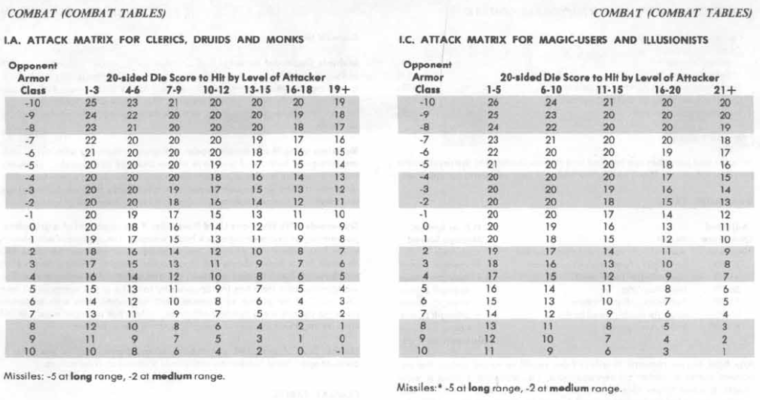 COMBAT (COMBAT TABLES)
I.A. ATTACK MATRIX FOR CLERICS, DRUIDS AND MONKS
Opponent
Armor 20-sided Die Score to Hit by Level of Attacker
Class 1-3 4-6 7-9 10-12 13-15 16-18 19+
-10 25 23 21 20 20 20 19
-9 24 22 20 20 20 19 18
-8 23 21 20 20 20 18 17
-7 22 20 20 20 19 17 16
-6 21 20 20 20 18 16 15
-5 20 20 20 19 17 15 14
-4 20 20 20 18 16 14 13
-3 20 20 19 17 15 13 12
-2 20 20 18 16 14 12 11
-1 20 19 17 15 13 11 10
0 20 18 16 14 12 10 9
1 19 17 15 13 11 9 8
2 18 16 14 12 10 8 7
3 17 15 13 11 9 7 6
4 16 14 12 10 8 6 5
5 15 13 11 9 7 5 4
6 14 12 10 8 6 4 3
7 13 11 9 7 5 3 2
8 12 10 8 6 4 2 1
9 11 9 7 5 3 1 0
10 10 8 6 4 2 0 -1
Missiles: -5 at long range, -2 at medium range.
COMBAT (COMBAT TABLES)
I.C. ATTACK MATRIX FOR MAGIC-USERS AND ILLUSIONISTS
Opponent
Armor 20-sided Die Score to Hit by Level of Attacker
Class 1-5 6-10 11-15 16-20 21+
-10 26 24 21 20 20
-9 25 23 20 20 20
-8 24 22 20 20 19
-7 23 21 20 20 18
-6 22 20 20 19 17
-5 21 20 20 18 16
-4 20 20 20 17 15
-3 20 20 19 16 14
-2 20 20 18 15 13
-1 20 20 17 14 12
0 20 19 16 13 11
1 20 18 15 12 10
2 19 17 14 11 9
3 18 16 13 10 8
4 17 15 12 9 7
5 16 14 11 8 6
6 15 13 10 7 5
7 14 12 9 6 4
8 13 11 8 5 3
9 12 10 7 4 2
10 11 9 6 3 1
Missiles:* -5 at long range, -2 at medium range.